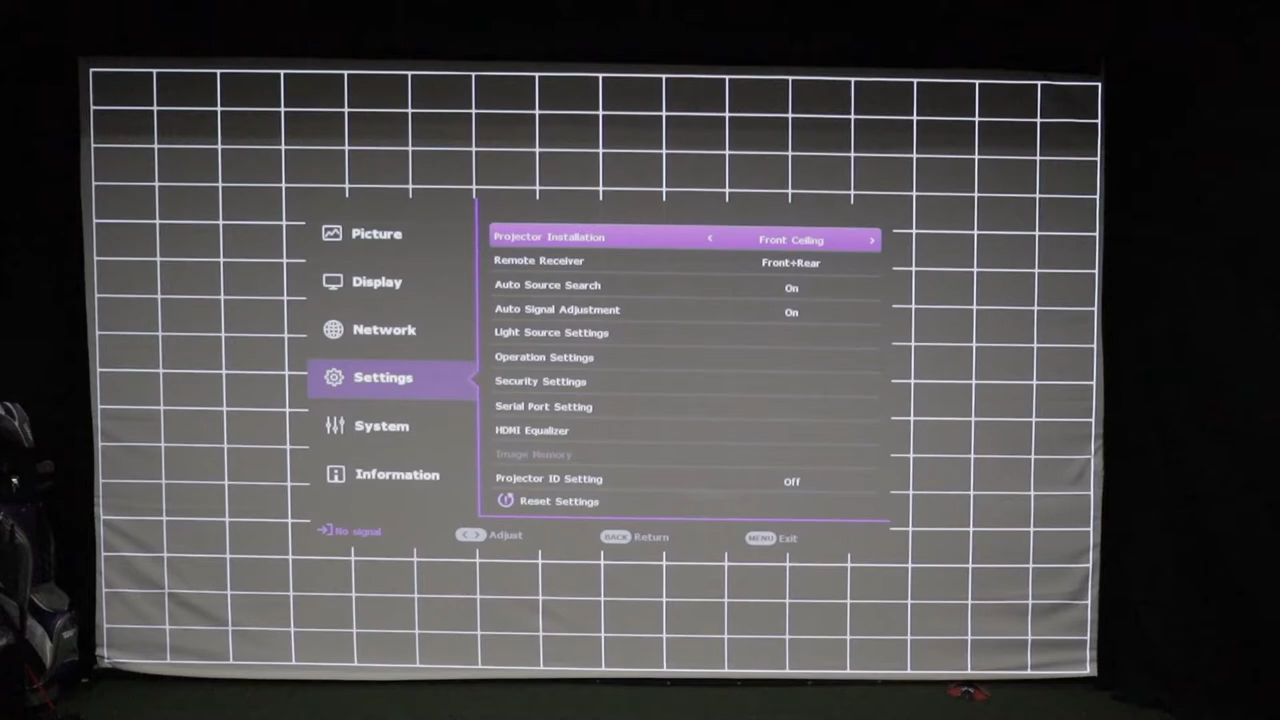 Picture
Display
Network
Settings
System
Information
Projector Installation < Front Ceiling >
Remote Receiver Front+Rear
Auto Source Search On
Auto Signal Adjustment On
Light Source Settings
Operation Settings
Security Settings
Serial Port Setting
HDMI Equalizer
Image Memory
Projector ID Setting Off
Reset Settings
No signal
< > Adjust
BACK Return
MENU Exit